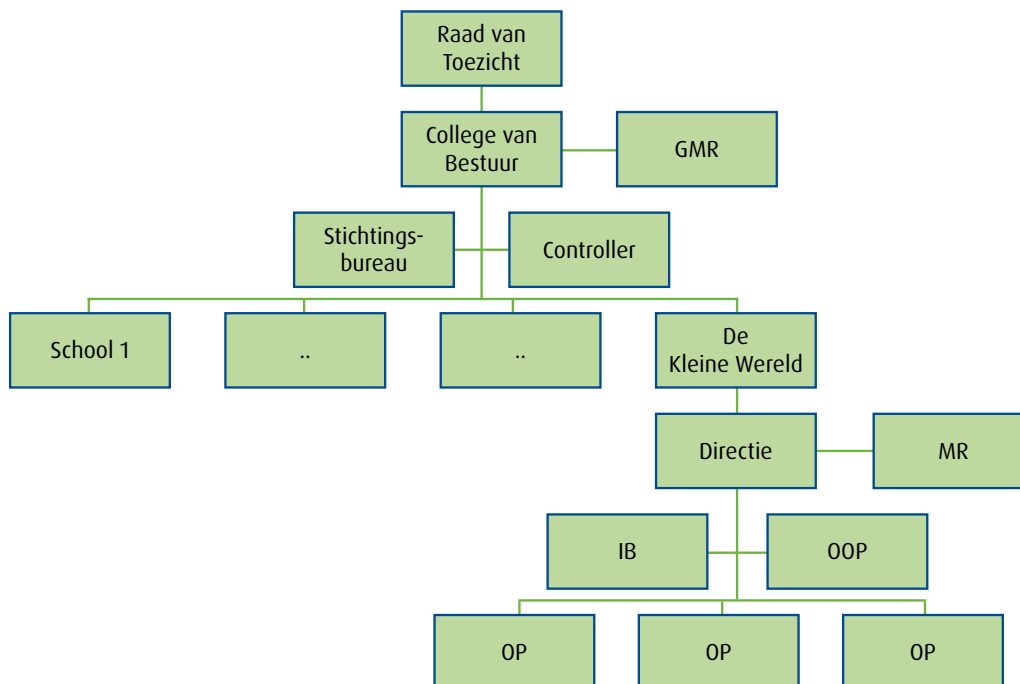 Raad van
Toezicht
College van
Bestuur
GMR
Stichtings-
bureau
Controller
School 1
..
..
De
Kleine Wereld
Directie
MR
IB
OOP
OP
OP
OP